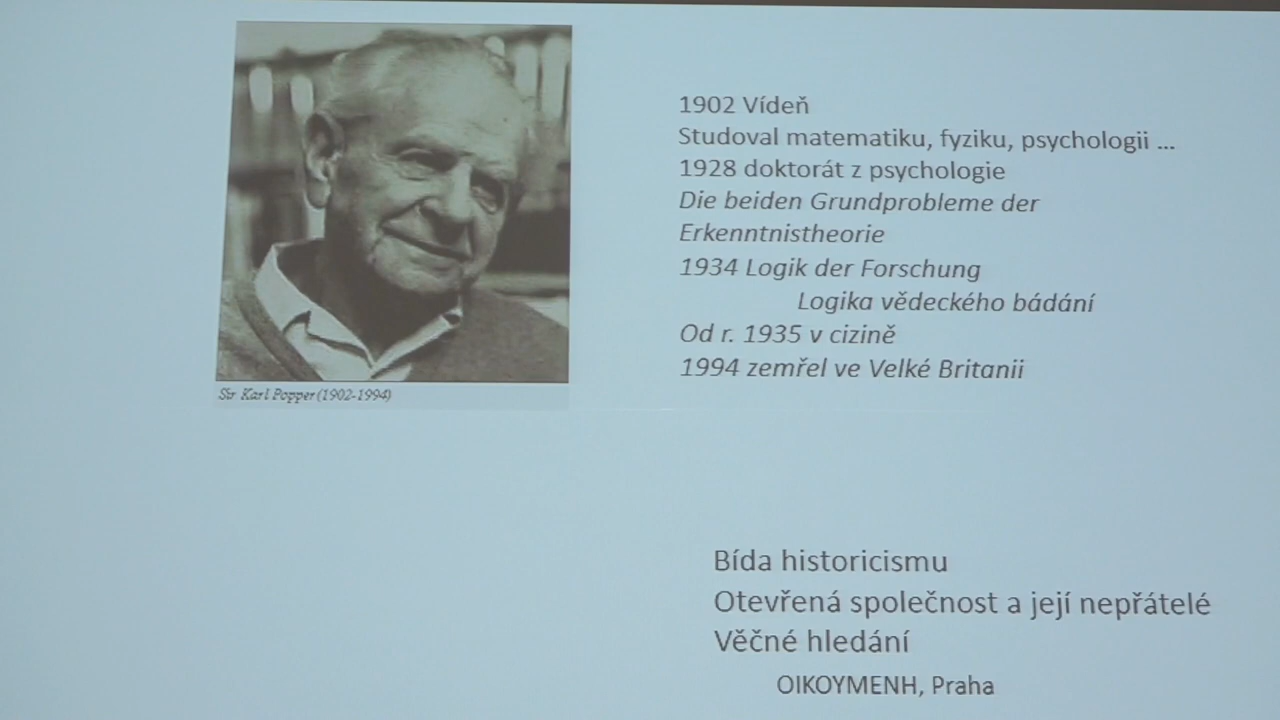 Sir Karl Popper (1902-1994)
1902 Vídeň
Studoval matematiku, fyziku, psychologii ...
1928 doktorát z psychologie
Die beiden Grundprobleme der
Erkenntnistheorie
1934 Logik der Forschung
Logika vědeckého bádání
Od r. 1935 v cizině
1994 zemřel ve Velké Britanii
Bída historicismu
Otevřená společnost a její nepřátelé
Věčné hledání
OIKOYMENH, Praha